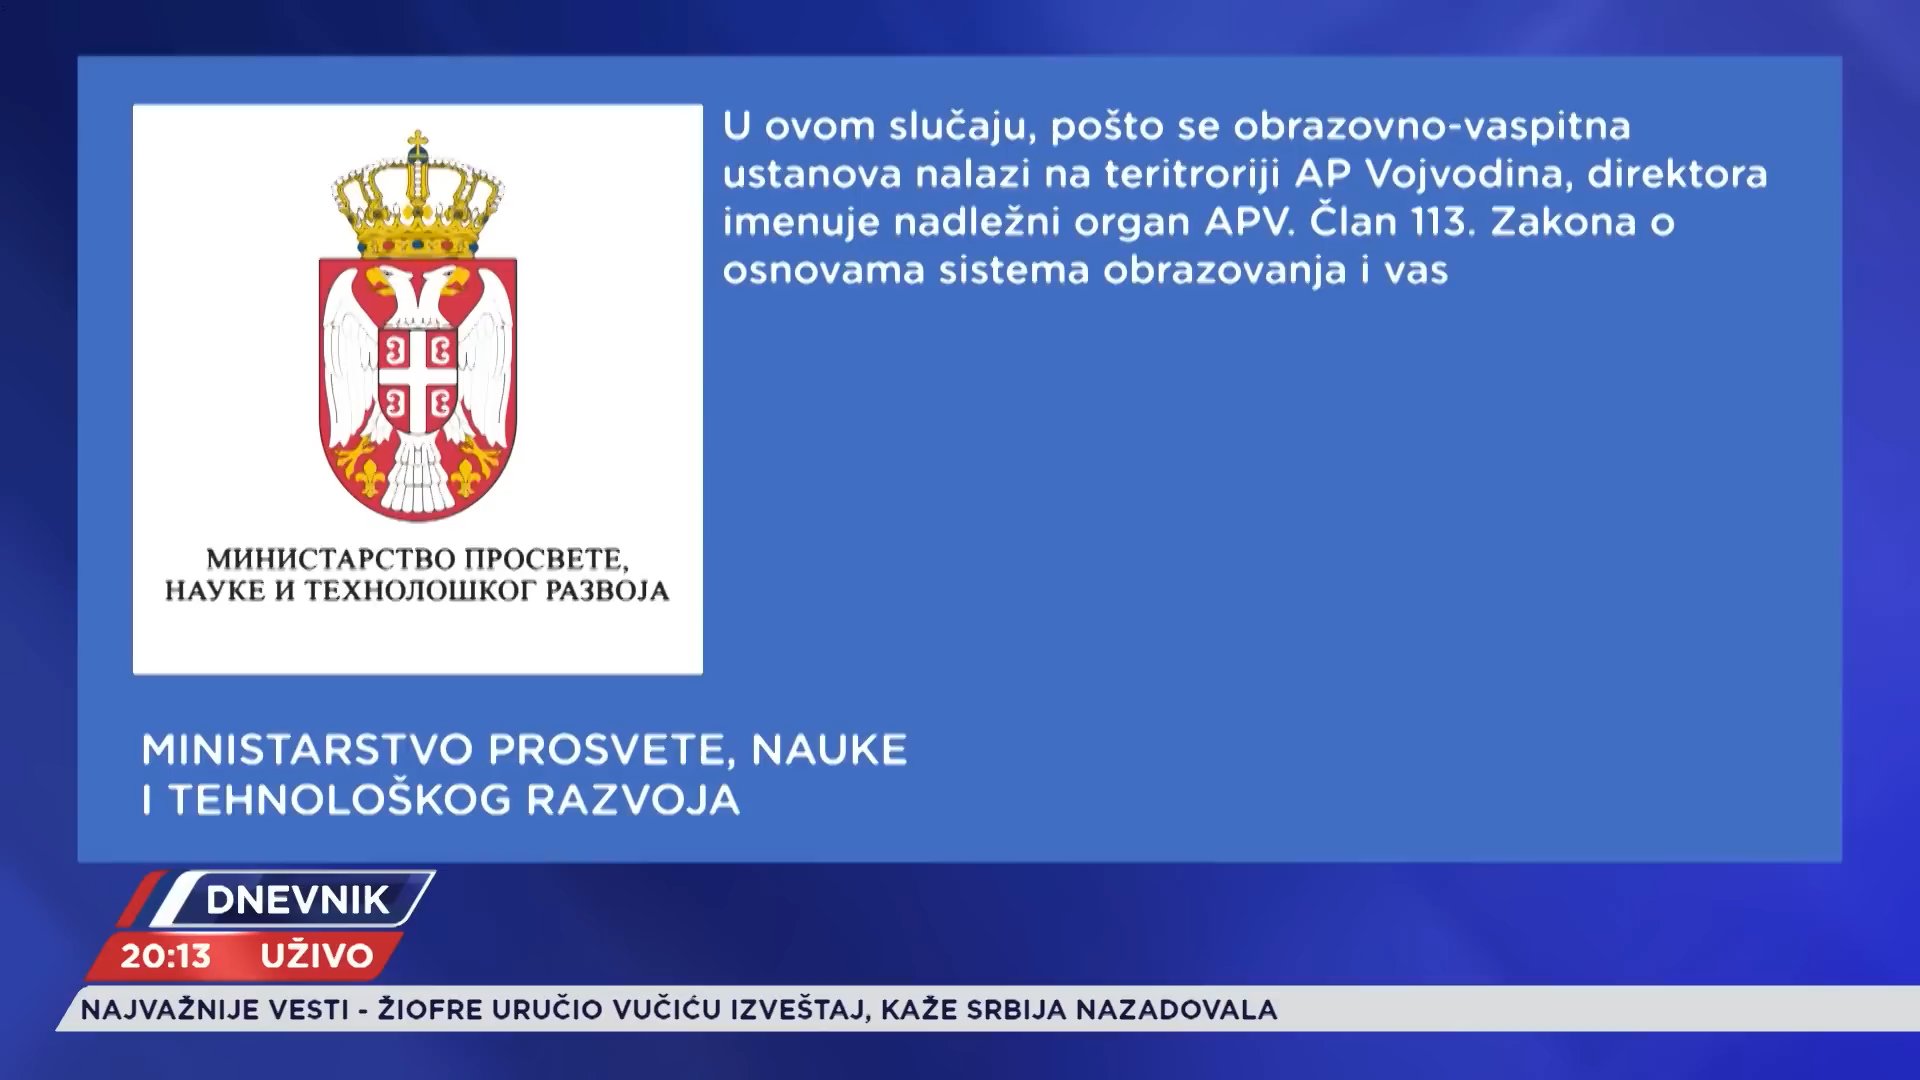 U ovom slučaju, pošto se obrazovno-vaspitna
ustanova nalazi na teritroriji AP Vojvodina, direktora
imenuje nadležni organ APV. Član 113. Zakona o
osnovama sistema obrazovanja i vas
МИНИСТАРСТВО ПРОСВЕТЕ,
НАУКЕ И ТЕХНОЛОШКОГ РАЗВОЈА
MINISTARSTVO PROSVETE, NAUKE
I TEHNOLOŠKOG RAZVOJA
DNEVNIK
20:13 UŽIVO
NAJVAŽNIJE VESTI - ŽIOFRE URUČIO VUČIĆU IZVEŠTAJ, KAŽE SRBIJA NAZADOVALA